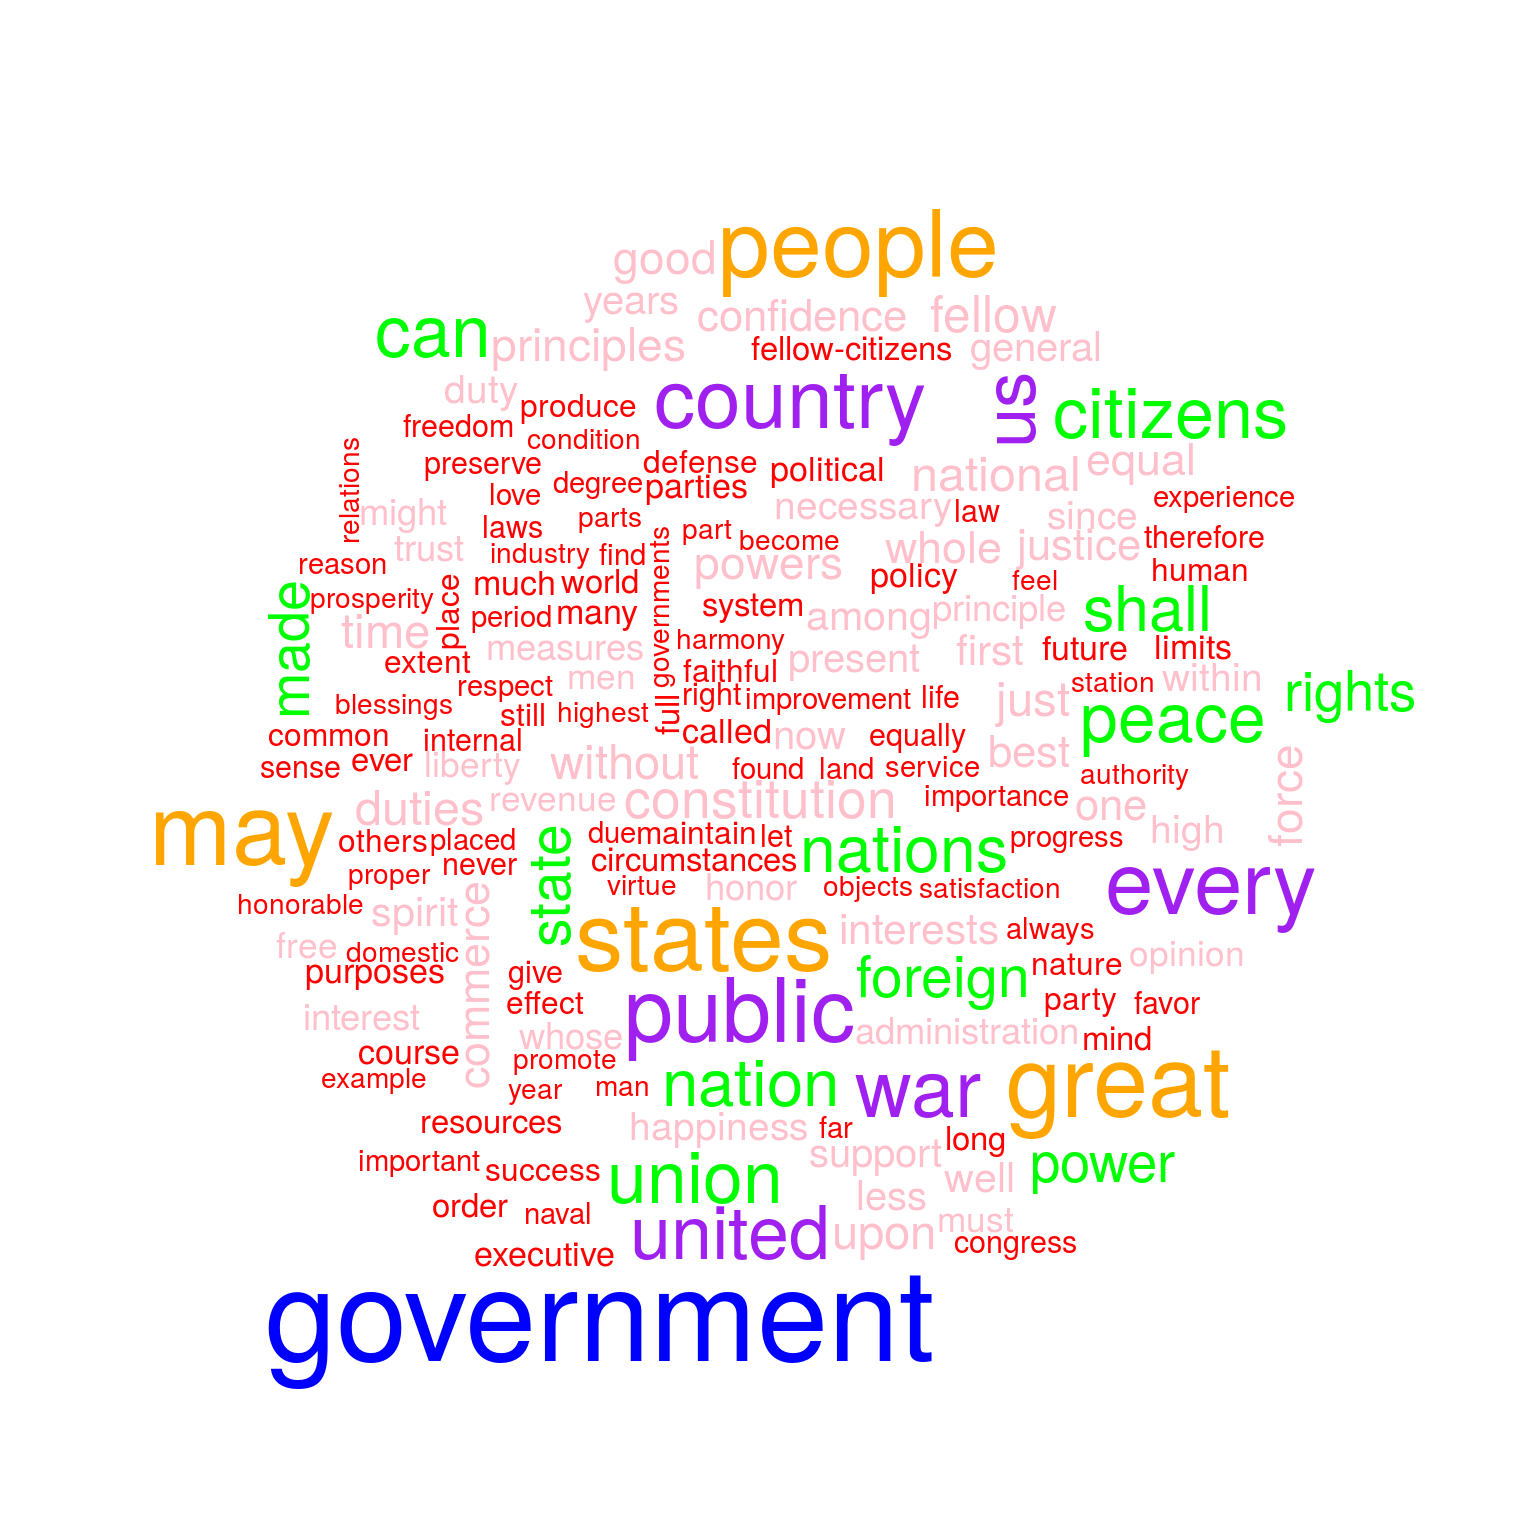 people
good
years
confidence
fellow
can
principles
fellow-citizens
general
duty
produce
country
us
citizens
freedom
condition
relations
preserve
defense
political
national
equal
love
degree
parties
experience
might
necessary
law
since
laws
parts
part
become
trust
industry
find
governments
whole
justice
therefore
reason
powers
policy
feel
human
made
prosperity
place
much
world
period
many
system
among
principle
shall
time
measures
harmony
present
first
future
limits
extent
men
faithful
station
within
respect
right
improvement
life
just
peace
rights
blessings
still
highest
full
called
now
equally
best
common
internal
sense
ever
liberty
without
found
land
service
authority
force
may
duties
revenue
constitution
importance
one
others
placed
state
due
maintain
let
nations
progress
high
proper
never
circumstances
every
honorable
spirit
commerce
virtue
honor
objects
satisfaction
free
domestic
states
interests
always
opinion
purposes
give
public
foreign
nature
interest
effect
party
favor
whose
administration
mind
course
promote
example
year
man
nation
war
great
resources
happiness
far
long
important
success
union
support
power
well
less
order
naval
united
upon
must
executive
congress
government